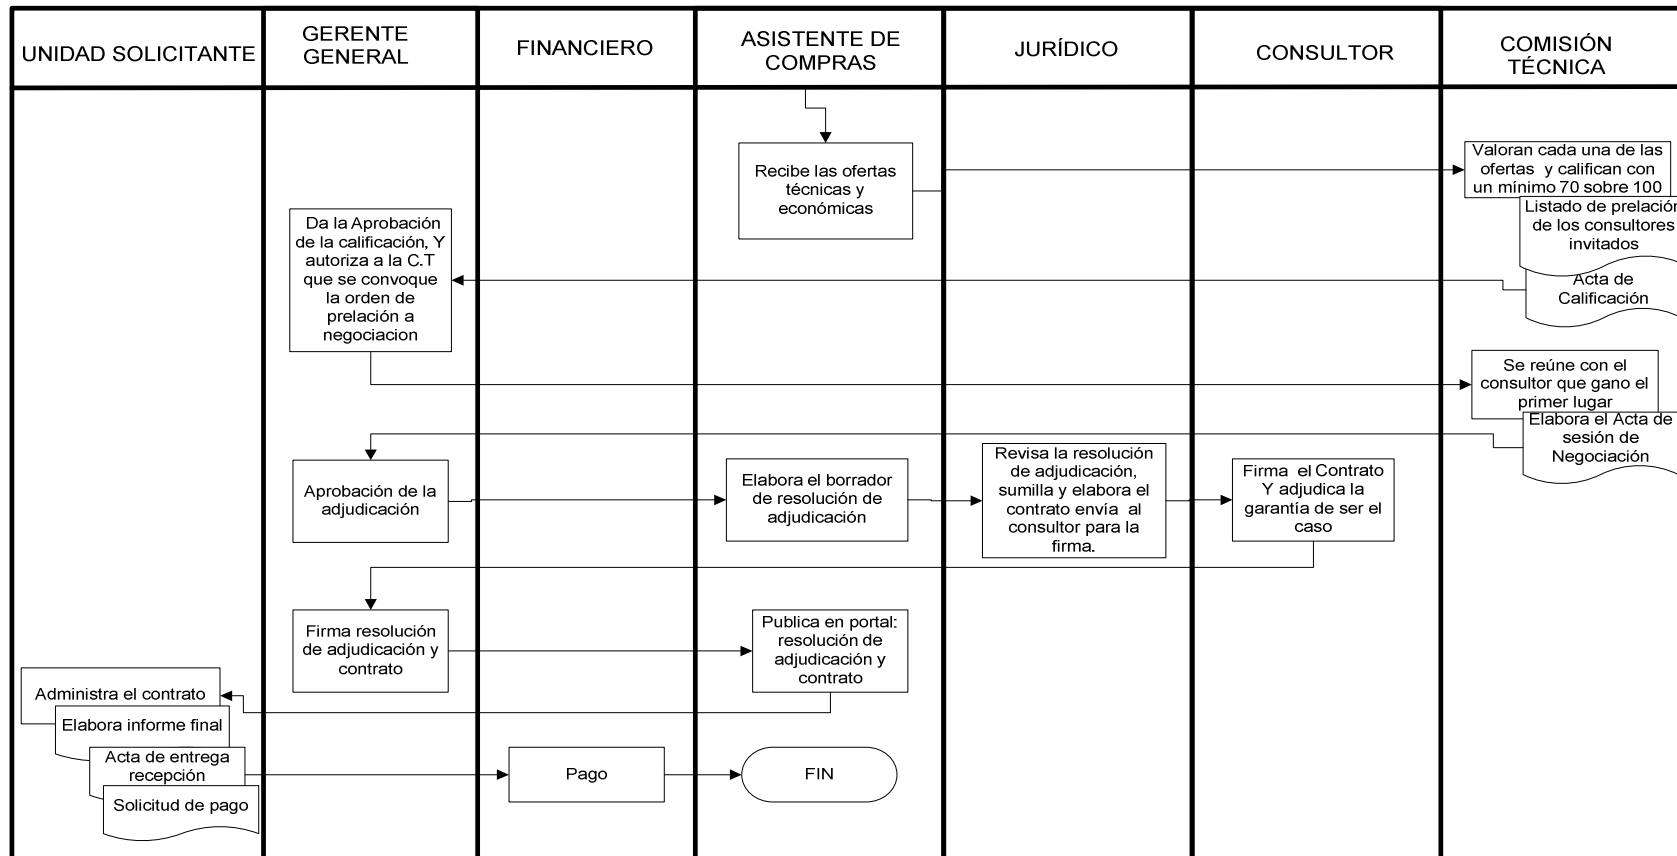 UNIDAD SOLICITANTE
GERENTE
GENERAL
FINANCIERO
ASISTENTE DE
COMPRAS
JURÍDICO
CONSULTOR
COMISIÓN
TÉCNICA
Recibe las ofertas
técnicas y
económicas
Valoran cada una de las
ofertas y califican con
un mínimo 70 sobre 100
Listado de prelación
de los consultores
invitados
Acta de
Calificación
Da la Aprobación
de la calificación, Y
autoriza a la C.T
que se convoque
la orden de
prelación a
negociacion
Se reúne con el
consultor que gano el
primer lugar
Elabora el Acta de
sesión de
Negociación
Aprobación de la
adjudicación
Elabora el borrador
de resolución de
adjudicación
Revisa la resolución
de adjudicación,
sumilla y elabora el
contrato envía al
consultor para la
firma.
Firma el Contrato
Y adjudica la
garantía de ser el
caso
Firma resolución
de adjudicación y
contrato
Publica en portal:
resolución de
adjudicación y
contrato
Administra el contrato
Elabora informe final
Acta de entrega
recepción
Solicitud de pago
Pago
FIN